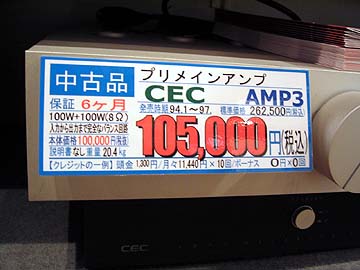 中古品
プリメインアンプ
CEC AMP3
保証 6ヶ月
発売時期 94.1～97. 標準価格 262,500円(税込)
100W+100W(8Ω)
入力から出力まで完全なバランス回路
本体価格 100,000円(税別)
説明書なし 重量 20.4kg
105,000円(税込)
【クレジットの一例】頭金 1,300円/月々 11,440円×10回/ボーナス 0円×0回
CEC